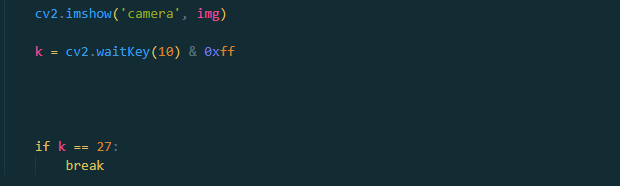 cv2.imshow('camera', img)
k = cv2.waitKey(10) & 0xff
if k == 27:
break